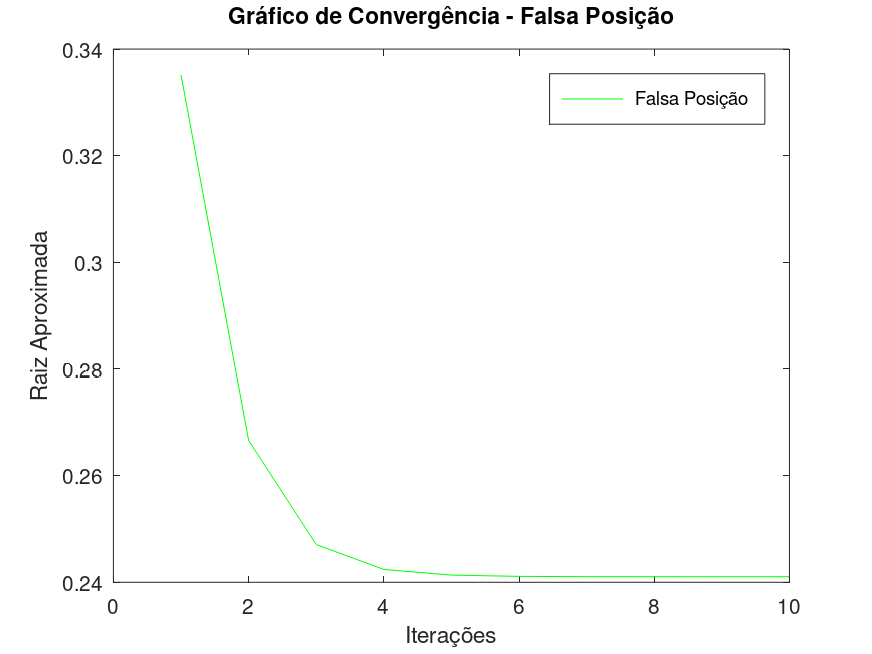 Gráfico de Convergência - Falsa Posição
0.34
Falsa Posição
0.32
0.3
Raiz Aproximada
0.28
0.26
0.24
0 2 4 6 8 10
Iterações